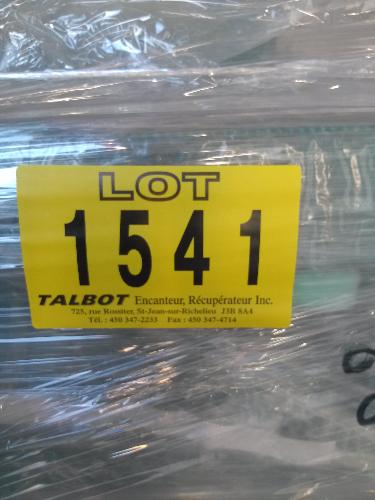 LOT
1541
TALBOT Encanteur, Récupérateur Inc.
725, rue Rossiter, St-Jean-sur-Richelieu J3B 8A4
Tél. : 450 347-2233 Fax : 450 347-4714